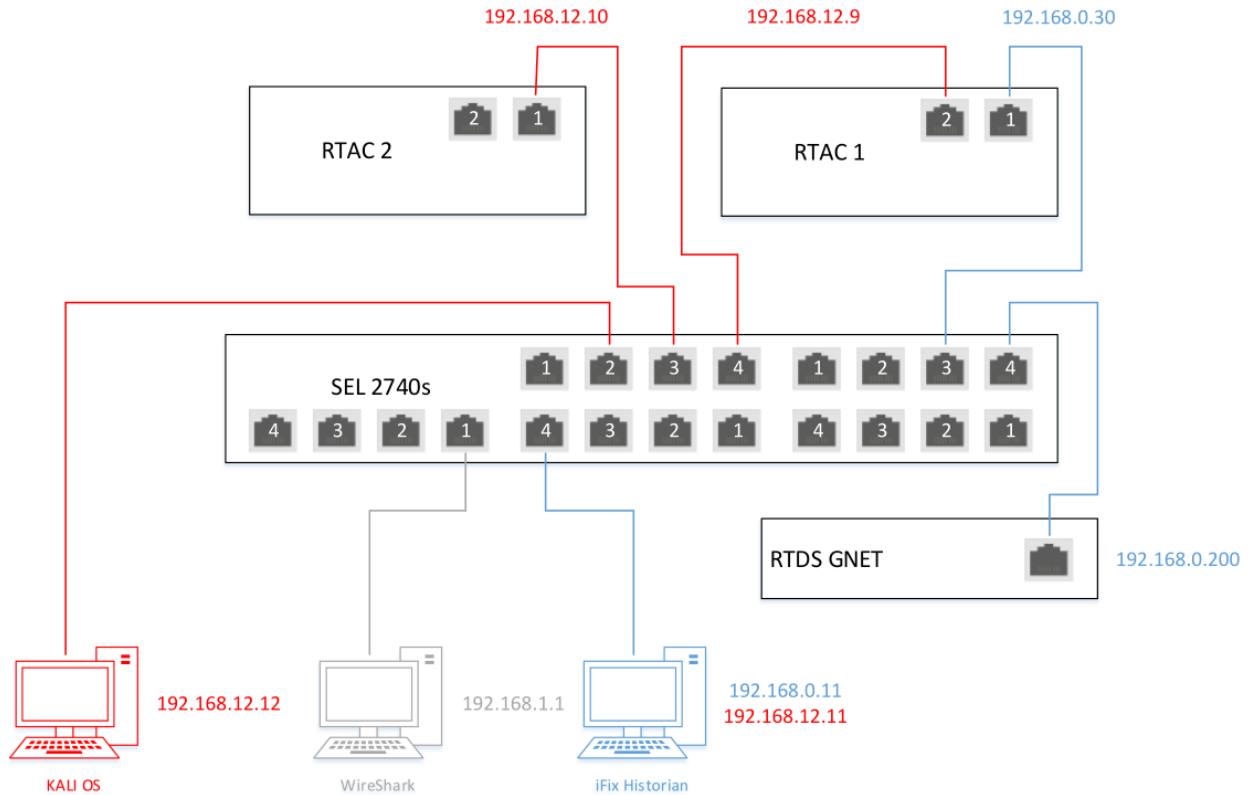 192.168.12.10 192.168.12.9 192.168.0.30
2 1 2 1
RTAC 2 RTAC 1
1 2 3 4 1 2 3 4
SEL 2740s
4 3 2 1 4 3 2 1 4 3 2 1
RTDS GNET 192.168.0.200
192.168.12.12 192.168.1.1 192.168.0.11
192.168.12.11
KALI OS WireShark iFix Historian